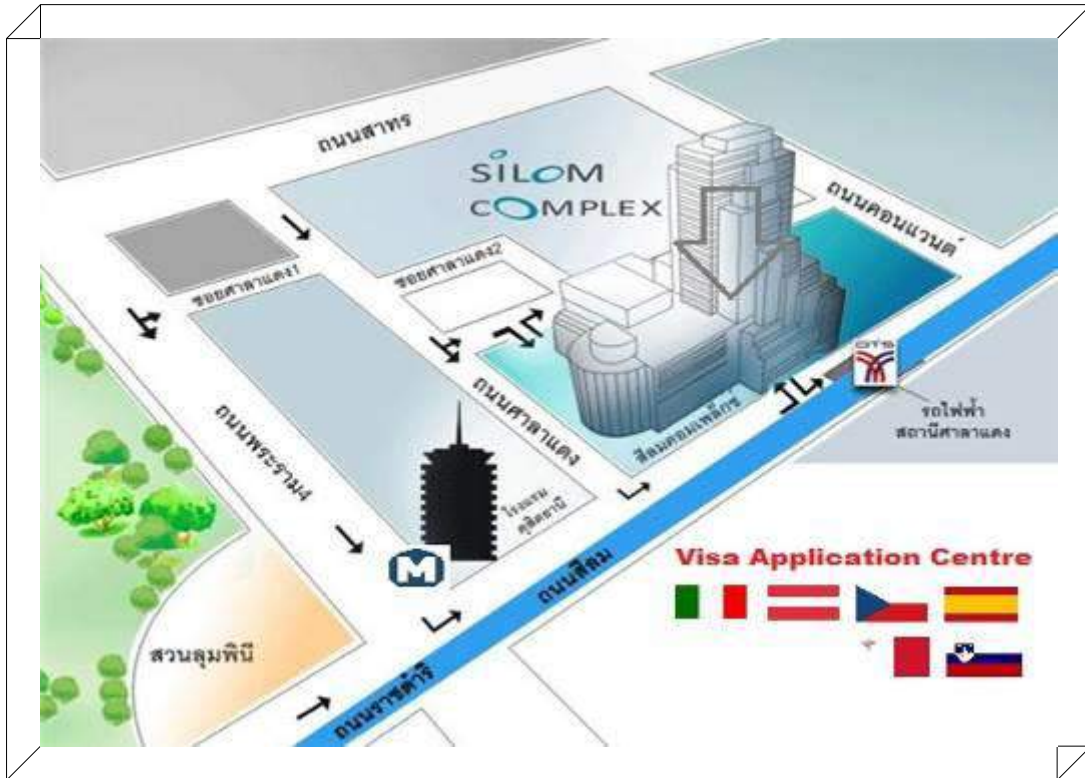 ถนนสาทร
SILOM
COMPLEX
ถนนคอนแวนต์
ซอยศาลาแดง1
ซอยศาลาแดง2
BTS
รถไฟฟ้า
สถานีศาลาแดง
สีลมคอมเพล็กซ
ถนนศาลาแดง
ถนนพระราม4
โรงแรม
ดุสิตธานี
M
ถนนสีลม
สวนลุมพินี
ถนนราชดำริ
Visa Application Centre